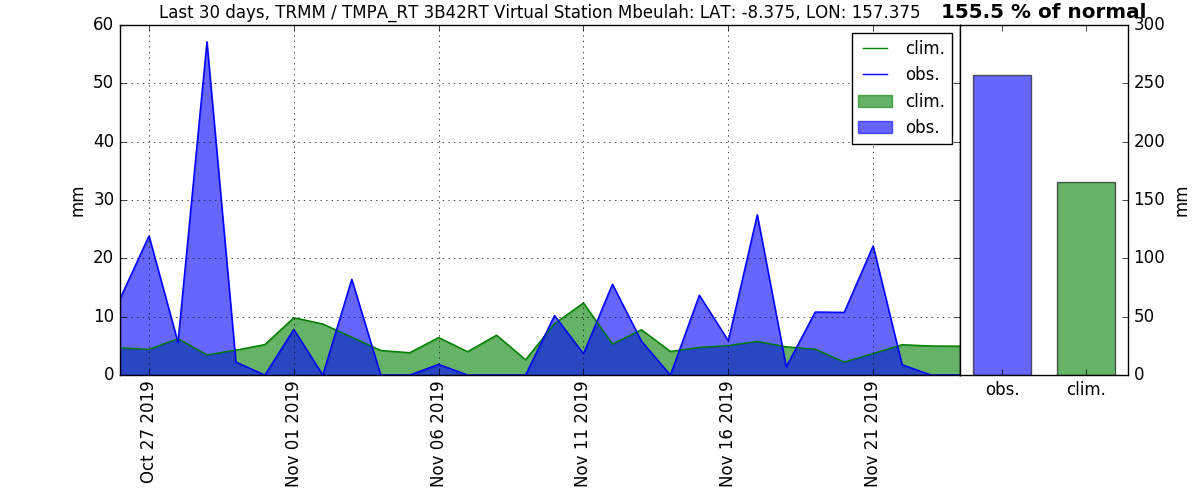 Last 30 days, TRMM / TMPA_RT 3B42RT Virtual Station Mbeulah: LAT: -8.375, LON: 157.375
155.5 % of normal
60
50
40
30
20
10
0
mm
clim.
obs.
clim.
obs.
Oct 27 2019
Nov 01 2019
Nov 06 2019
Nov 11 2019
Nov 16 2019
Nov 21 2019
300
250
200
150
100
50
0
mm
obs.
clim.